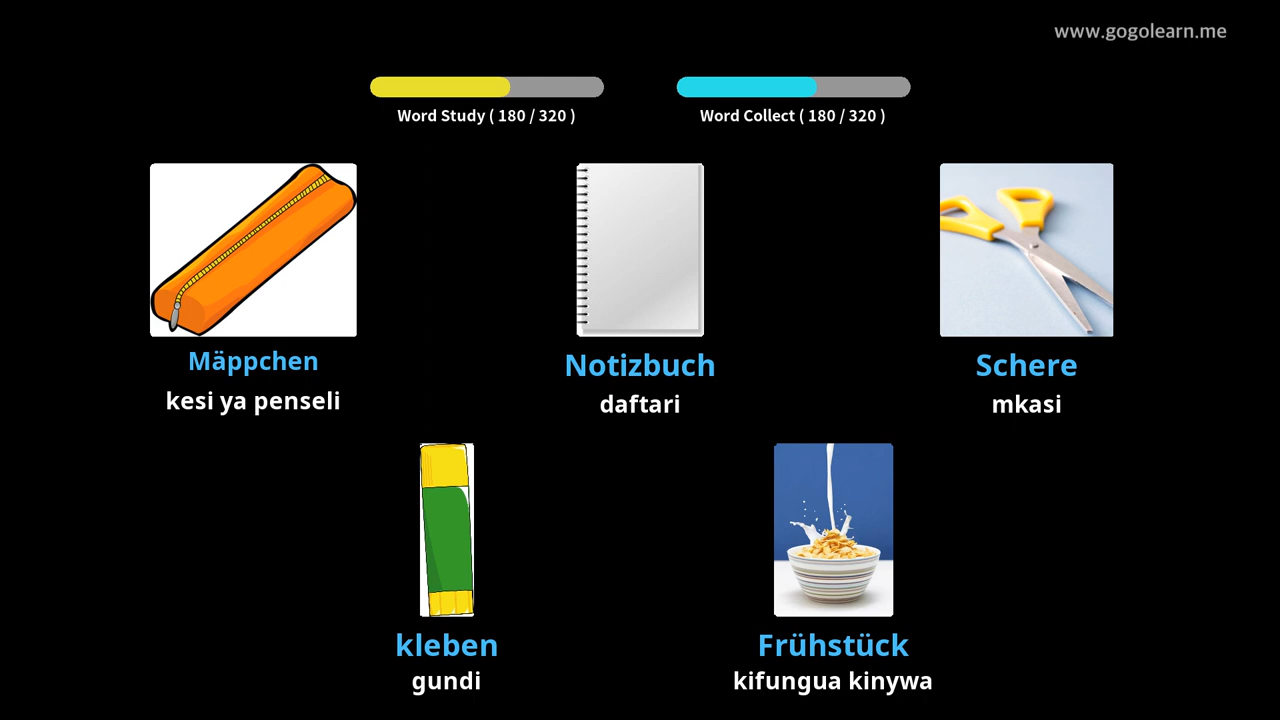 www.gogolearn.me
Word Study ( 180 / 320 )
Word Collect ( 180 / 320 )
Mäppchen
kesi ya penseli
Notizbuch
daftari
Schere
mkasi
kleben
gundi
Frühstück
kifungua kinywa